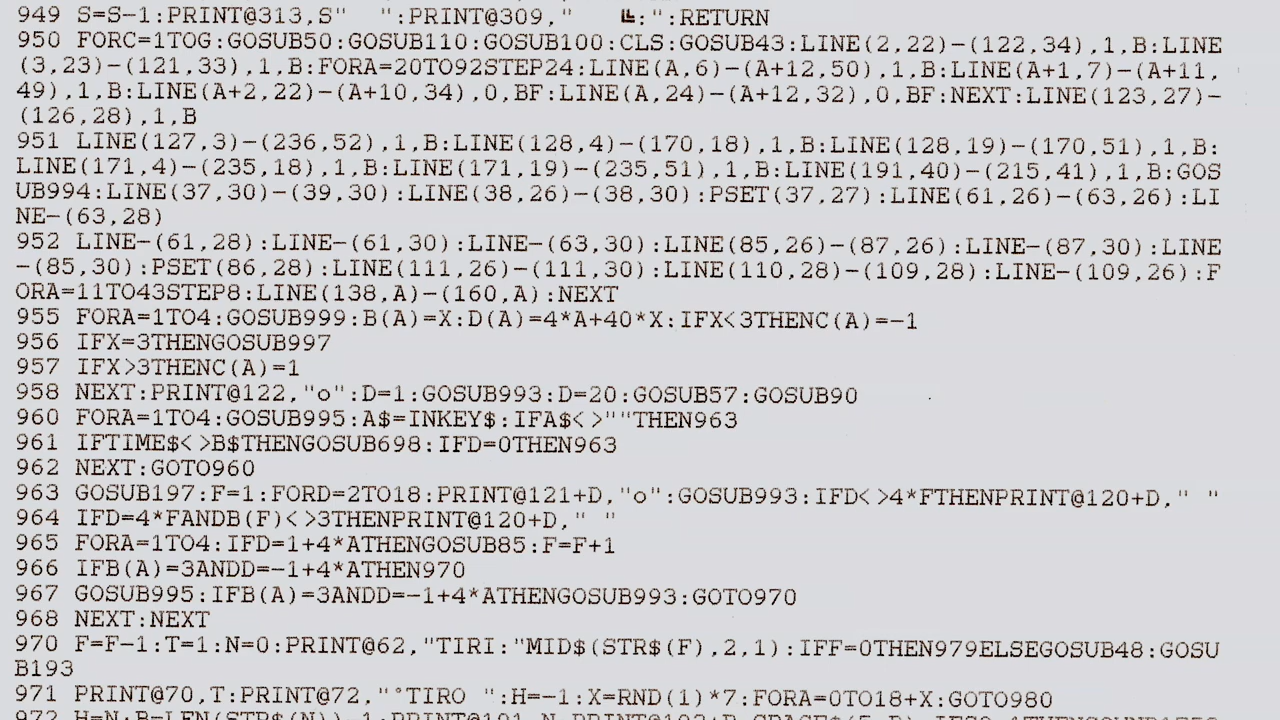 949 S=S-1:PRINT@313,S"  ":PRINT@309,"   :":RETURN
950 FORC=1TOG:GOSUB50:GOSUB110:GOSUB100:CLS:GOSUB43:LINE(2,22)-(122,34),1,B:LINE
(3,23)-(121,33),1,B:FORA=20TO92STEP24:LINE(A,6)-(A+12,50),1,B:LINE(A+1,7)-(A+11,
49),1,B:LINE(A+2,22)-(A+10,34),0,BF:LINE(A,24)-(A+12,32),0,BF:NEXT:LINE(123,27)-
(126,28),1,B
951 LINE(127,3)-(236,52),1,B:LINE(128,4)-(170,18),1,B:LINE(128,19)-(170,51),1,B:
LINE(171,4)-(235,18),1,B:LINE(171,19)-(235,51),1,B:LINE(191,40)-(215,41),1,B:GOS
UB994:LINE(37,30)-(39,30):LINE(38,26)-(38,30):PSET(37,27):LINE(61,26)-(63,26):LI
NE-(63,28)
952 LINE-(61,28):LINE-(61,30):LINE-(63,30):LINE(85,26)-(87,26):LINE-(87,30):LINE
-(85,30):PSET(86,28):LINE(111,26)-(111,30):LINE(110,28)-(109,28):LINE-(109,26):F
ORA=11TO43STEP8:LINE(138,A)-(160,A):NEXT
955 FORA=1TO4:GOSUB999:B(A)=X:D(A)=4*A+40*X:IFX<3THENC(A)=-1
956 IFX=3THENGOSUB997
957 IFX>3THENC(A)=1
958 NEXT:PRINT@122,"o":D=1:GOSUB993:D=20:GOSUB57:GOSUB90
960 FORA=1TO4:GOSUB995:A$=INKEY$:IFA$<>""THEN963
961 IFTIME$<>B$THENGOSUB698:IFD=0THEN963
962 NEXT:GOTO960
963 GOSUB197:F=1:FORD=2TO18:PRINT@121+D,"o":GOSUB993:IFD<>4*FTHENPRINT@120+D," "
964 IFD=4*FANDB(F)<>3THENPRINT@120+D," "
965 FORA=1TO4:IFD=1+4*ATHENGOSUB85:F=F+1
966 IFB(A)=3ANDD=-1+4*ATHEN970
967 GOSUB995:IFB(A)=3ANDD=-1+4*ATHENGOSUB993:GOTO970
968 NEXT:NEXT
970 F=F-1:T=1:N=0:PRINT@62,"TIRI:"MID$(STR$(F),2,1):IFF=0THEN979ELSEGOSUB48:GOSU
B193
971 PRINT@70,T:PRINT@72,"°TIRO ":H=-1:X=RND(1)*7:FORA=0TO18+X:GOTO980